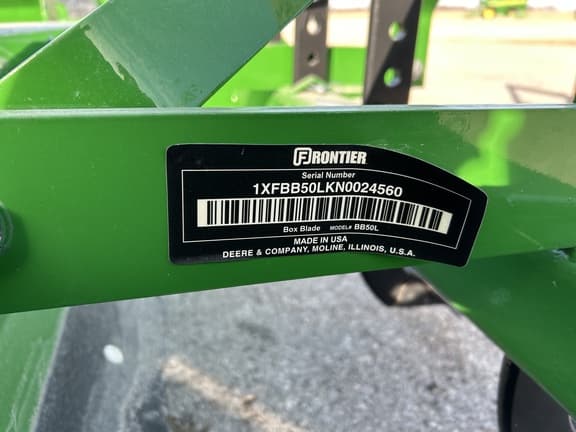 FRONTIER
Serial Number
1XFBB50LKN0024560
Box Blade MODEL# BB50L
MADE IN USA
DEERE & COMPANY, MOLINE, ILLINOIS, U.S.A.